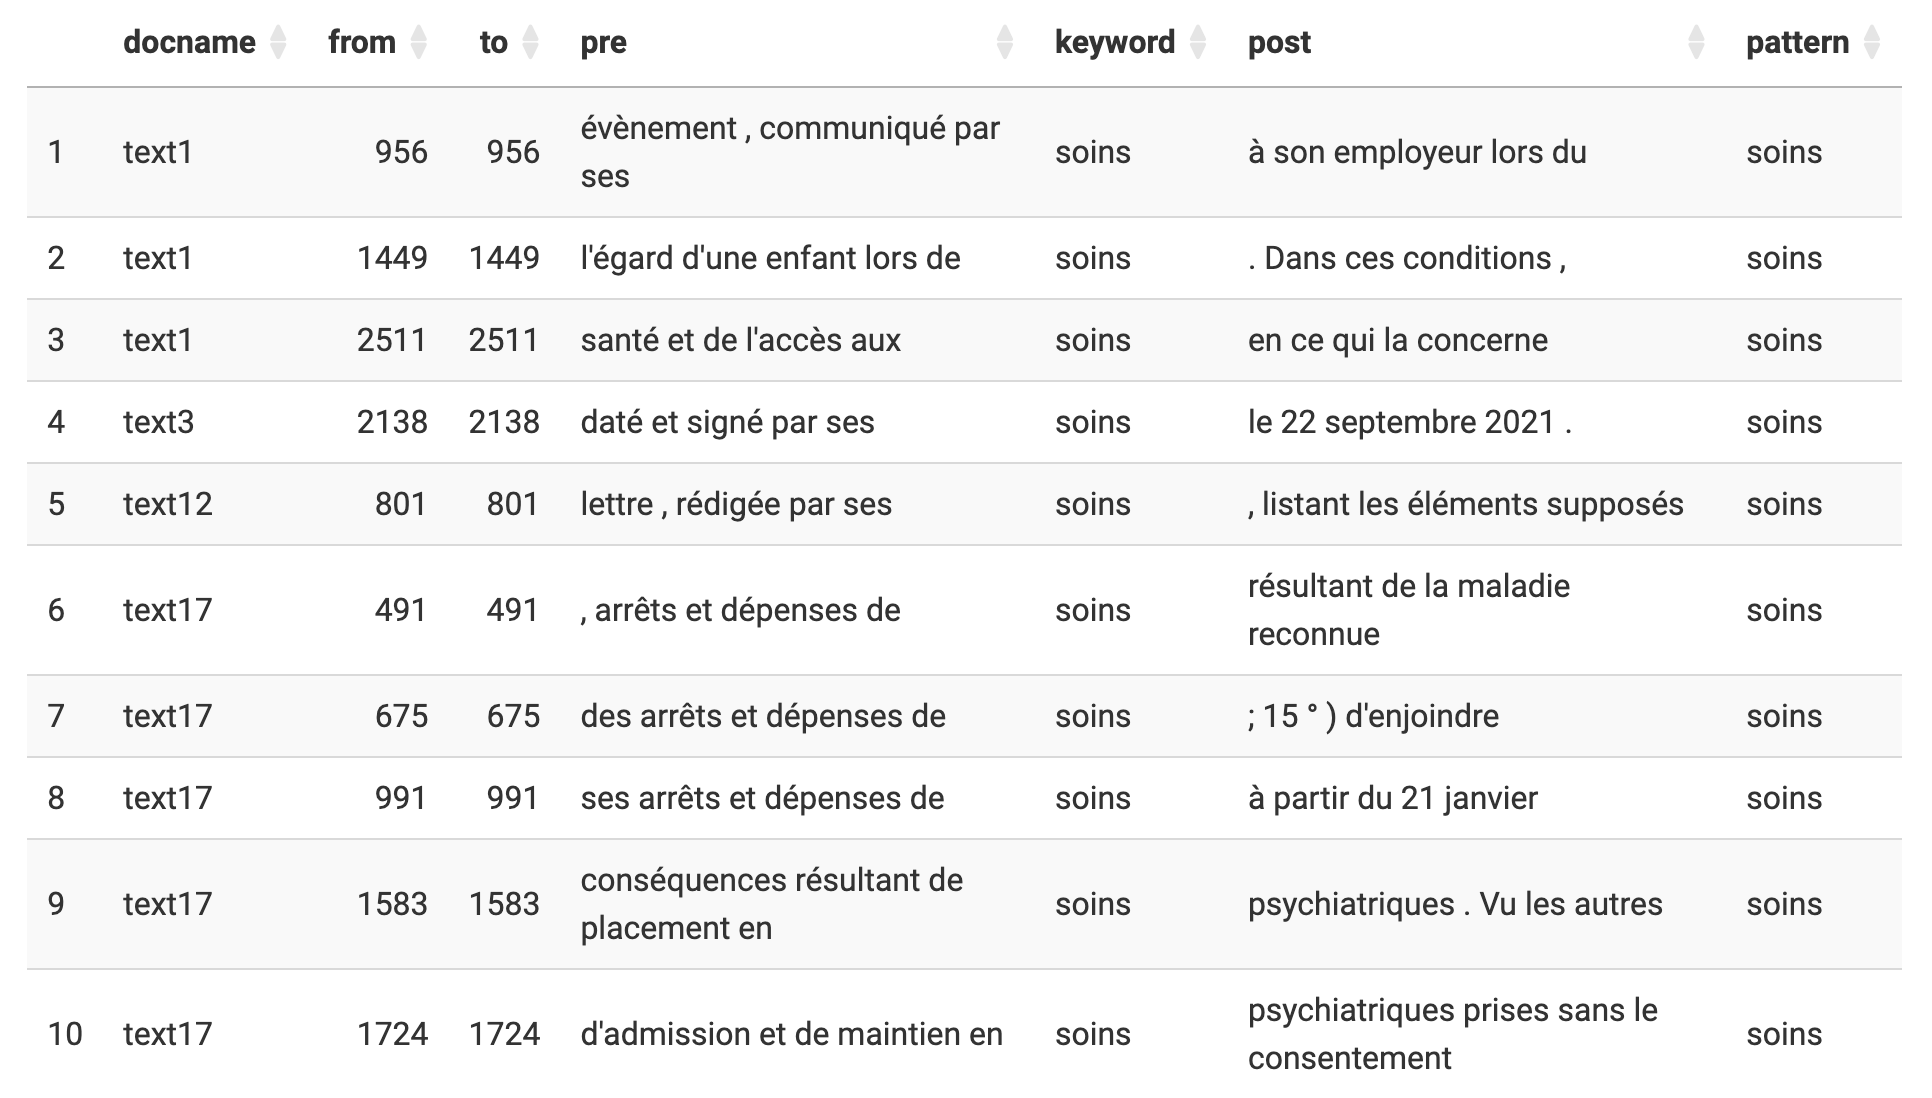 docname from to pre keyword post pattern
1 text1 956 956 évènement , communiqué par ses soins à son employeur lors du soins
2 text1 1449 1449 l'égard d'une enfant lors de soins . Dans ces conditions , soins
3 text1 2511 2511 santé et de l'accès aux soins en ce qui la concerne soins
4 text3 2138 2138 daté et signé par ses soins le 22 septembre 2021 . soins
5 text12 801 801 lettre , rédigée par ses soins , listant les éléments supposés soins
6 text17 491 491 , arrêts et dépenses de soins résultant de la maladie reconnue soins
7 text17 675 675 des arrêts et dépenses de soins ; 15 ° ) d'enjoindre soins
8 text17 991 991 ses arrêts et dépenses de soins à partir du 21 janvier soins
9 text17 1583 1583 conséquences résultant de placement en soins psychiatriques . Vu les autres soins
10 text17 1724 1724 d'admission et de maintien en soins psychiatriques prises sans le consentement soins